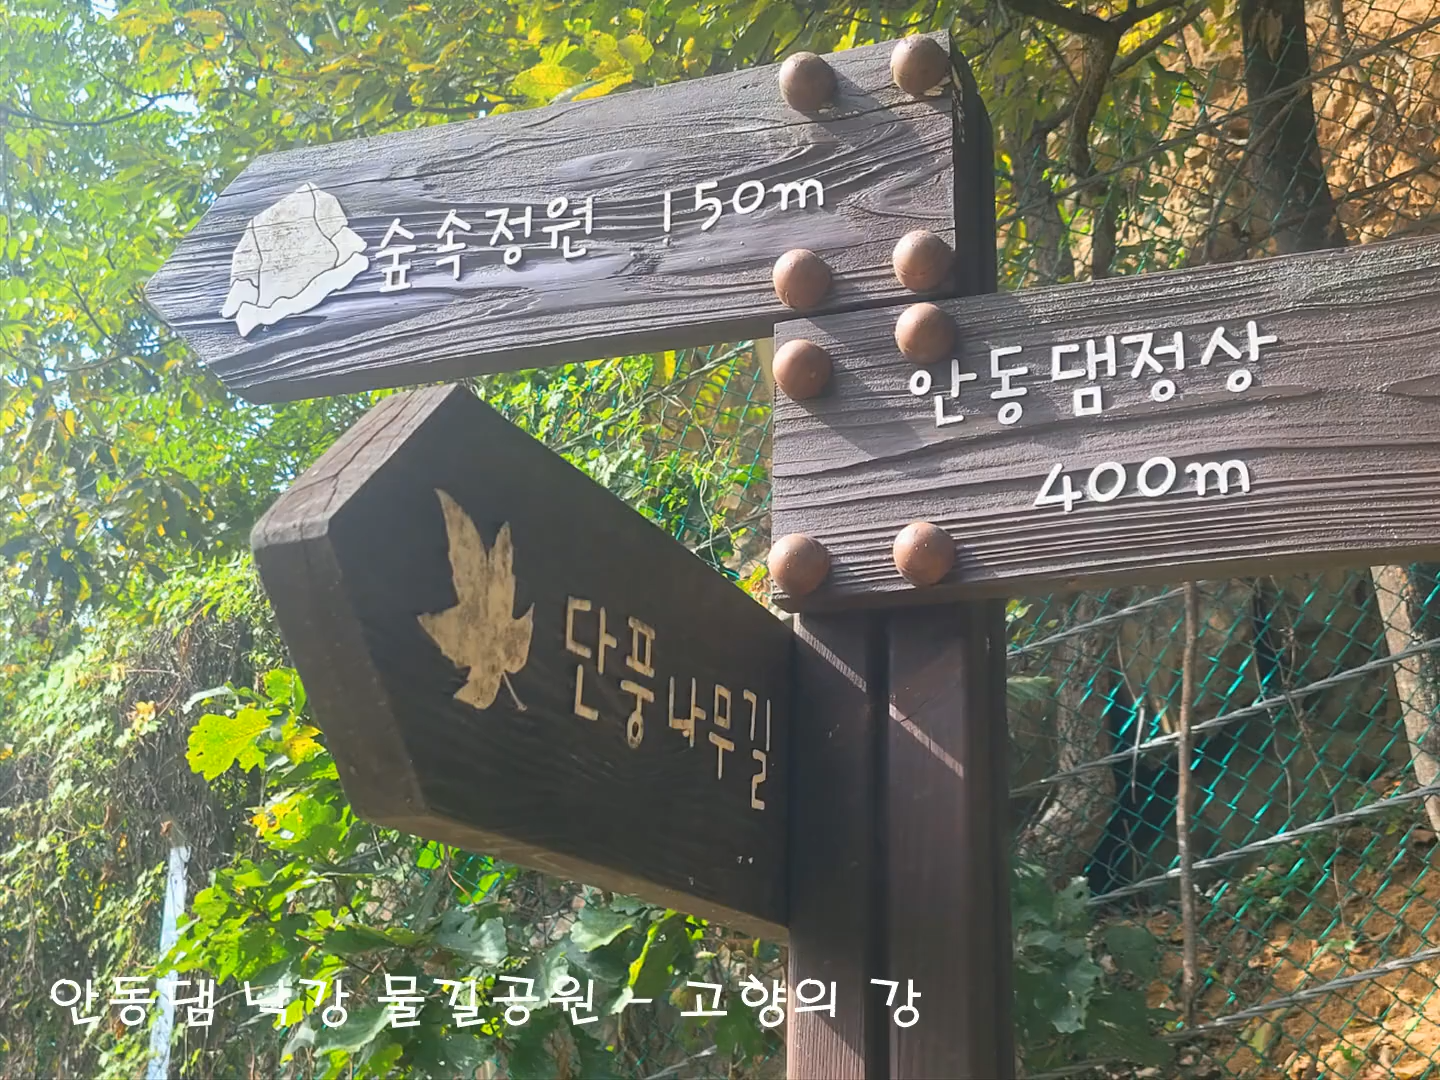 숲속정원 150m
안동댐정상
400m
단풍나무길
안동댐 낙강 물길공원 - 고향의 강